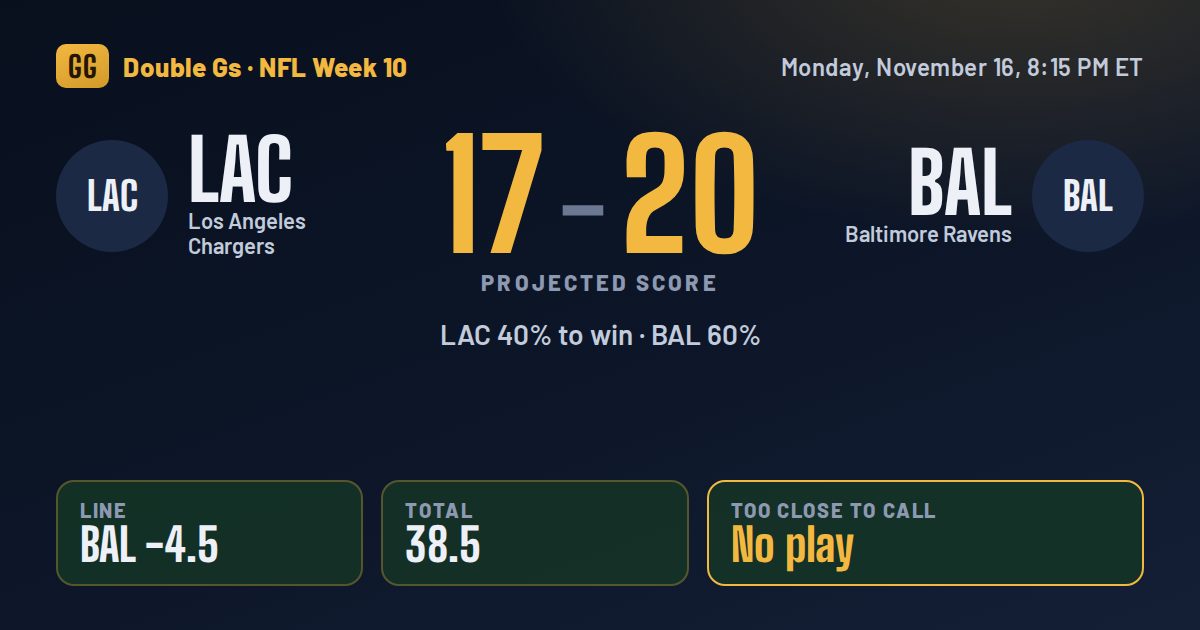 GG
Double Gs · NFL Week 10
Monday, November 16, 8:15 PM ET
LAC
LAC
Los Angeles
Chargers
17 – 20
PROJECTED SCORE
LAC 40% to win · BAL 60%
BAL
Baltimore Ravens
BAL
LINE
BAL −4.5
TOTAL
38.5
TOO CLOSE TO CALL
No play